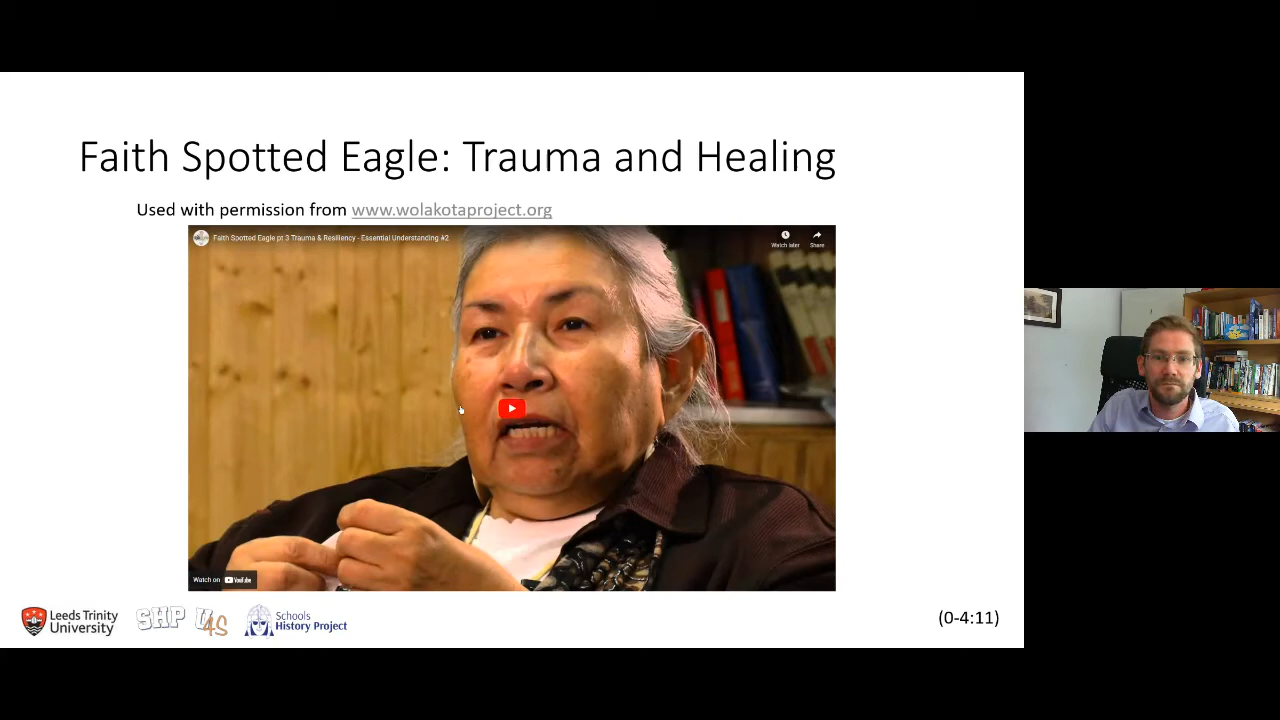 Faith Spotted Eagle: Trauma and Healing
Used with permission from www.wolakotaproject.org
Faith Spotted Eagle pt 3 Trauma & Resiliency - Essential Understanding #2
Watch later
Share
Watch on YouTube
Leeds Trinity
University
SHP U4S
Schools
History Project
(0-4:11)